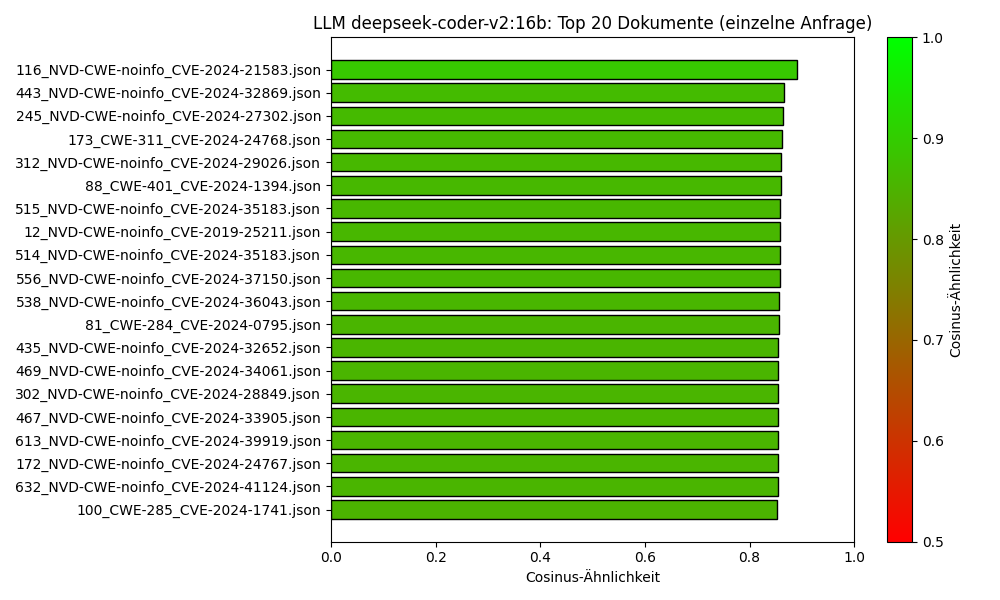 LLM deepseek-coder-v2:16b: Top 20 Dokumente (einzelne Anfrage)
116_NVD-CWE-noinfo_CVE-2024-21583.json
443_NVD-CWE-noinfo_CVE-2024-32869.json
245_NVD-CWE-noinfo_CVE-2024-27302.json
173_CWE-311_CVE-2024-24768.json
312_NVD-CWE-noinfo_CVE-2024-29026.json
88_CWE-401_CVE-2024-1394.json
515_NVD-CWE-noinfo_CVE-2024-35183.json
12_NVD-CWE-noinfo_CVE-2019-25211.json
514_NVD-CWE-noinfo_CVE-2024-35183.json
556_NVD-CWE-noinfo_CVE-2024-37150.json
538_NVD-CWE-noinfo_CVE-2024-36043.json
81_CWE-284_CVE-2024-0795.json
435_NVD-CWE-noinfo_CVE-2024-32652.json
469_NVD-CWE-noinfo_CVE-2024-34061.json
302_NVD-CWE-noinfo_CVE-2024-28849.json
467_NVD-CWE-noinfo_CVE-2024-33905.json
613_NVD-CWE-noinfo_CVE-2024-39919.json
172_NVD-CWE-noinfo_CVE-2024-24767.json
632_NVD-CWE-noinfo_CVE-2024-41124.json
100_CWE-285_CVE-2024-1741.json
0.0 0.2 0.4 0.6 0.8 1.0
Cosinus-Ähnlichkeit
1.0
0.9
0.8
0.7
0.6
0.5
Cosinus-Ähnlichkeit